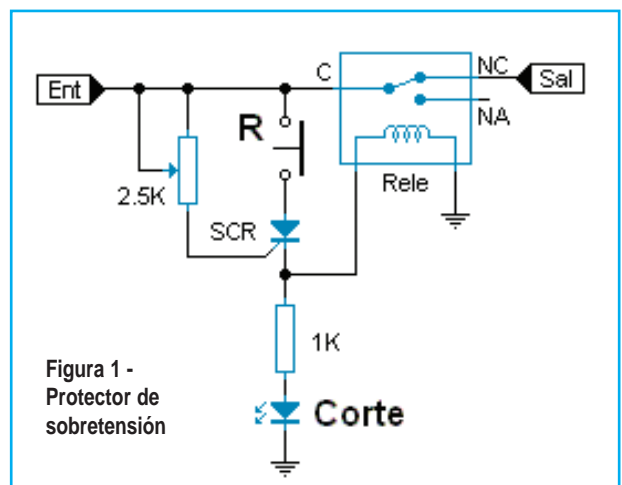 C
NC
Ent
Sal
NA
R
2.5K
Rele
SCR
1K
Figura 1 -
Protector de
sobretensión
Corte